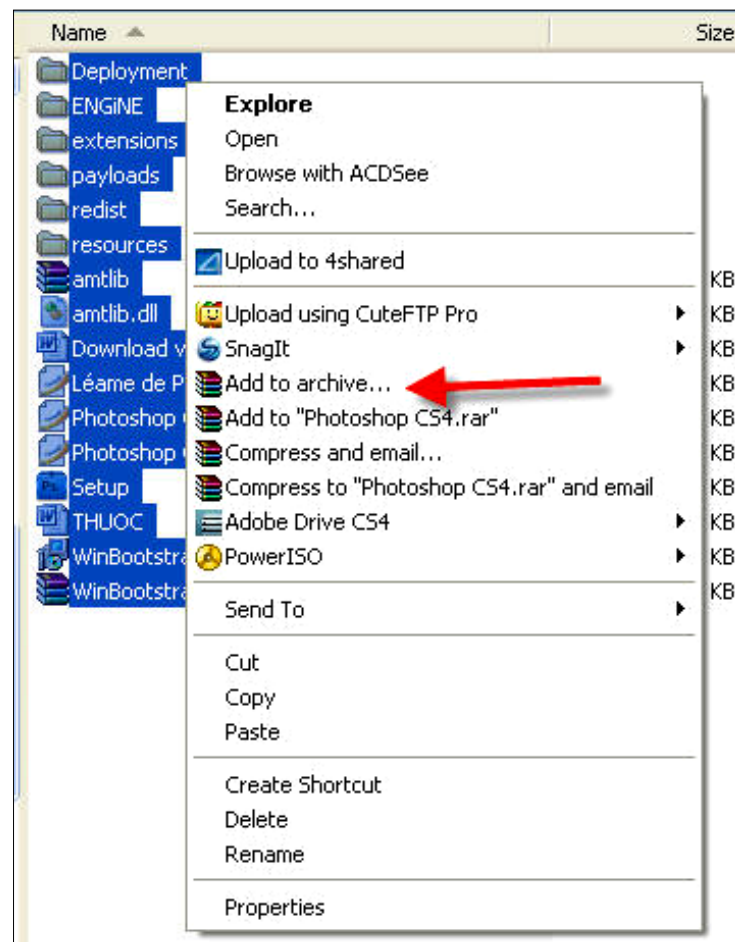 Name Size
Deployment
ENGiNE
extensions
payloads
redist
resources
amtlib
amtlib.dll
Download v
Léame de P
Photoshop
Photoshop
Setup
THUOC
WinBootstra
WinBootstra
Explore
Open
Browse with ACDSee
Search...
Upload to 4shared
Upload using CuteFTP Pro
SnagIt
Add to archive...
Add to "Photoshop CS4.rar"
Compress and email...
Compress to "Photoshop CS4.rar" and email
Adobe Drive CS4
PowerISO
Send To
Cut
Copy
Paste
Create Shortcut
Delete
Rename
Properties
KB
KB
KB
KB
KB
KB
KB
KB
KB
KB